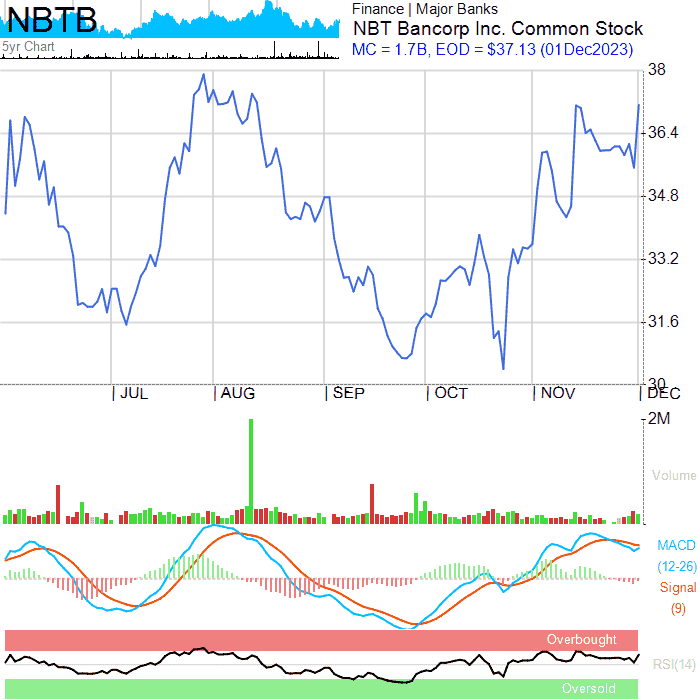 NBTB
5yr Chart
Finance | Major Banks
NBT Bancorp Inc. Common Stock
MC = 1.7B, EOD = $37.13 (01Dec2023)
38
36.4
34.8
33.2
31.6
30
JUL AUG SEP OCT NOV DEC
2M
Volume
MACD
(12-26)
Signal
(9)
Overbought
RSI(14)
Oversold